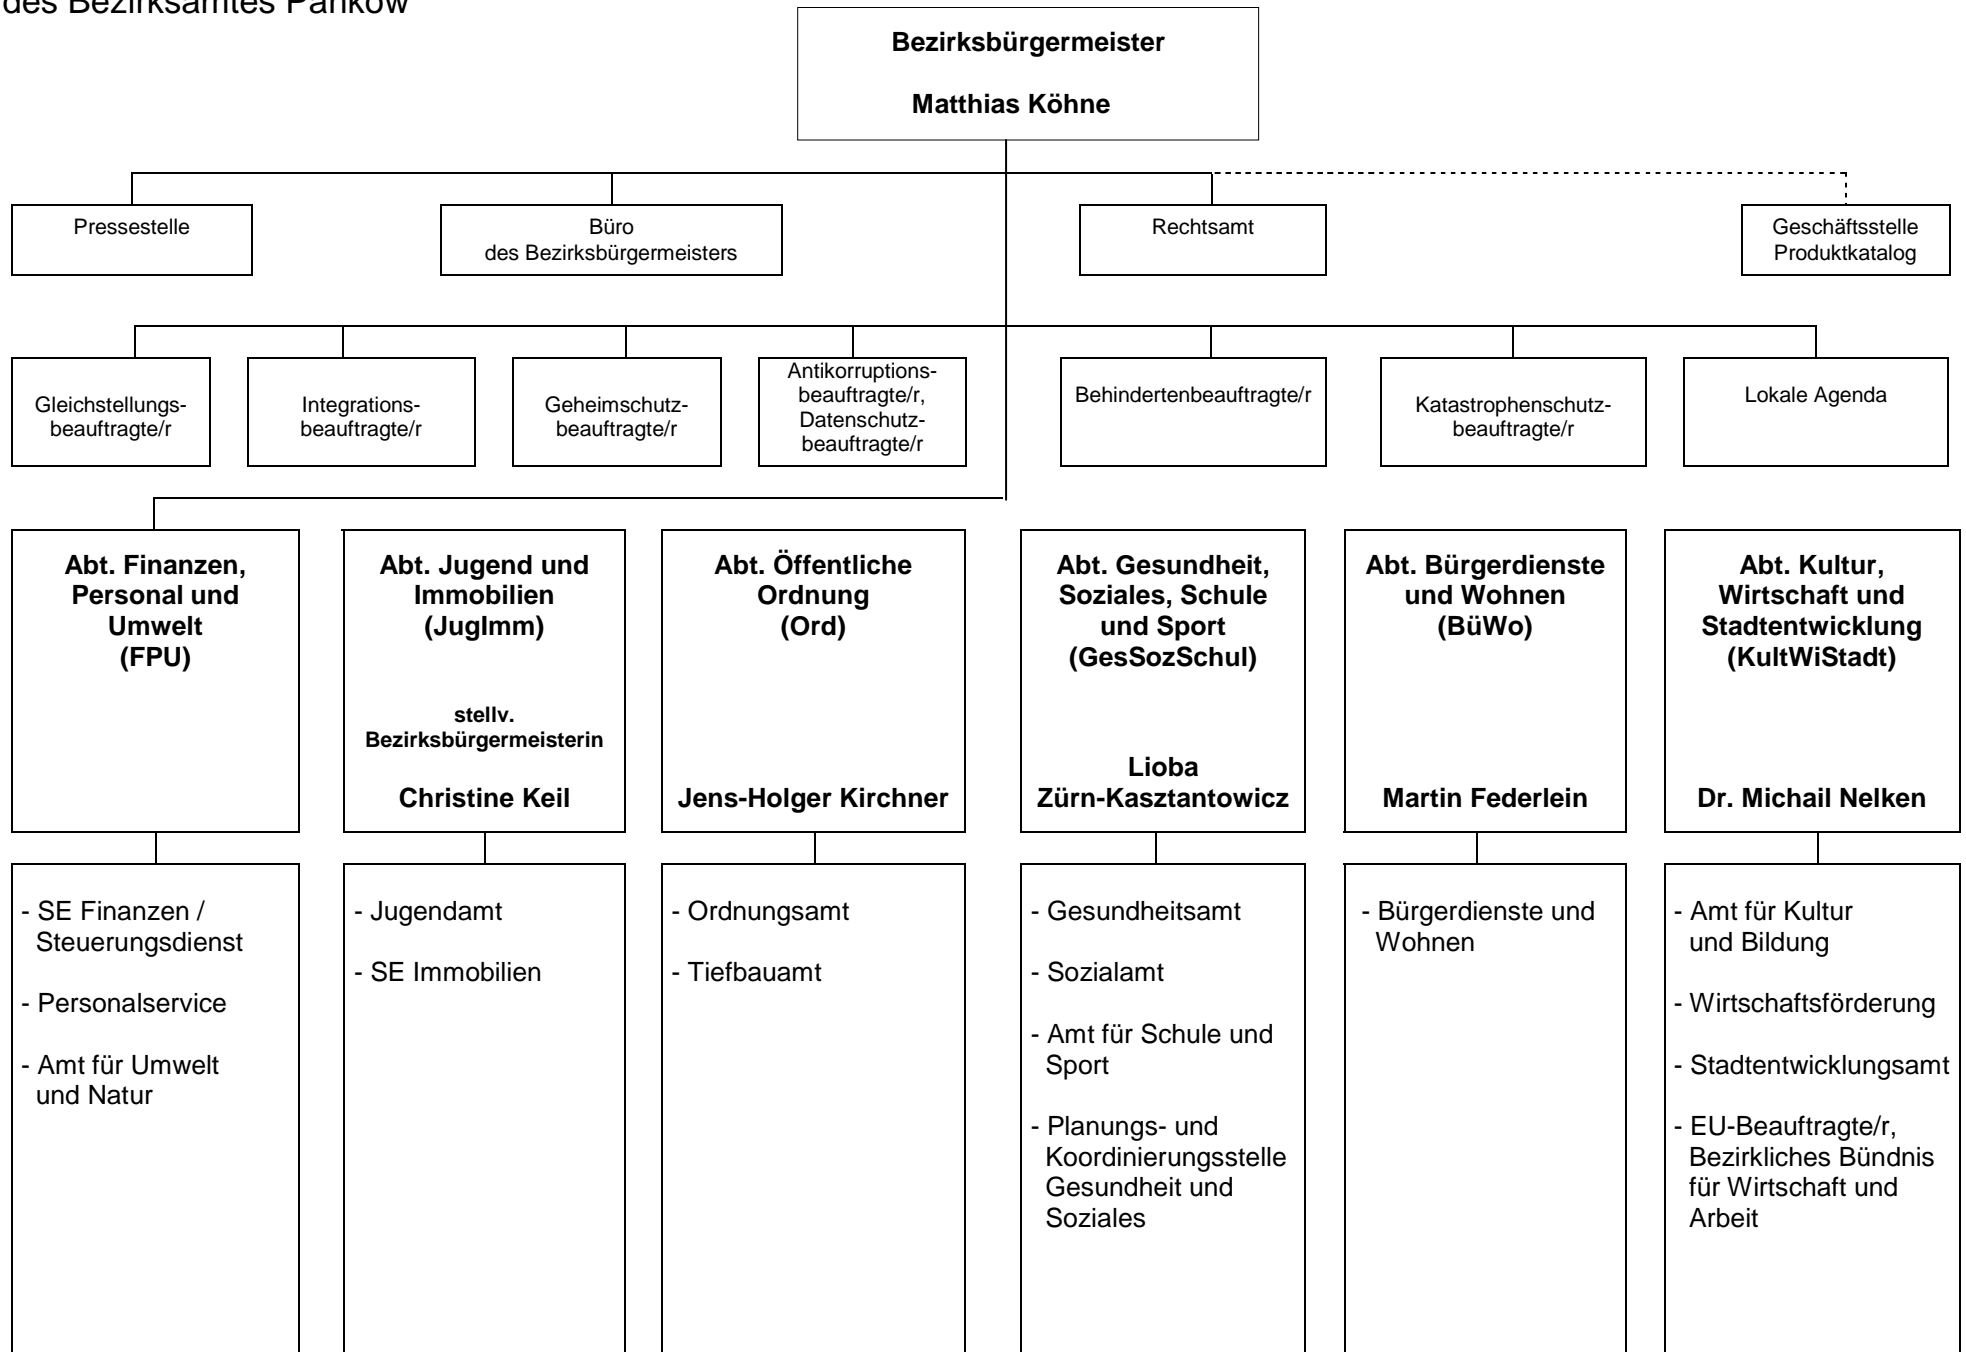 des Bezirksamtes Pankow
Bezirksbürgermeister
Matthias Köhne
Pressestelle
Büro
des Bezirksbürgermeisters
Rechtsamt
Geschäftsstelle
Produktkatalog
Gleichstellungs-
beauftragte/r
Integrations-
beauftragte/r
Geheimschutz-
beauftragte/r
Antikorruptions-
beauftragte/r,
Datenschutz-
beauftragte/r
Behindertenbeauftragte/r
Katastrophenschutz-
beauftragte/r
Lokale Agenda
Abt. Finanzen,
Personal und
Umwelt
(FPU)
Abt. Jugend und
Immobilien
(JugImm)
stellv.
Bezirksbürgermeisterin
Christine Keil
Abt. Öffentliche
Ordnung
(Ord)
Jens-Holger Kirchner
Abt. Gesundheit,
Soziales, Schule
und Sport
(GesSozSchul)
Lioba
Zürn-Kasztantowicz
Abt. Bürgerdienste
und Wohnen
(BüWo)
Martin Federlein
Abt. Kultur,
Wirtschaft und
Stadtentwicklung
(KultWiStadt)
Dr. Michail Nelken
- SE Finanzen /
Steuerungsdienst
- Personalservice
- Amt für Umwelt
und Natur
- Jugendamt
- SE Immobilien
- Ordnungsamt
- Tiefbauamt
- Gesundheitsamt
- Sozialamt
- Amt für Schule und
Sport
- Planungs- und
Koordinierungsstelle
Gesundheit und
Soziales
- Bürgerdienste und
Wohnen
- Amt für Kultur
und Bildung
- Wirtschaftsförderung
- Stadtentwicklungsamt
- EU-Beauftragte/r,
Bezirkliches Bündnis
für Wirtschaft und
Arbeit